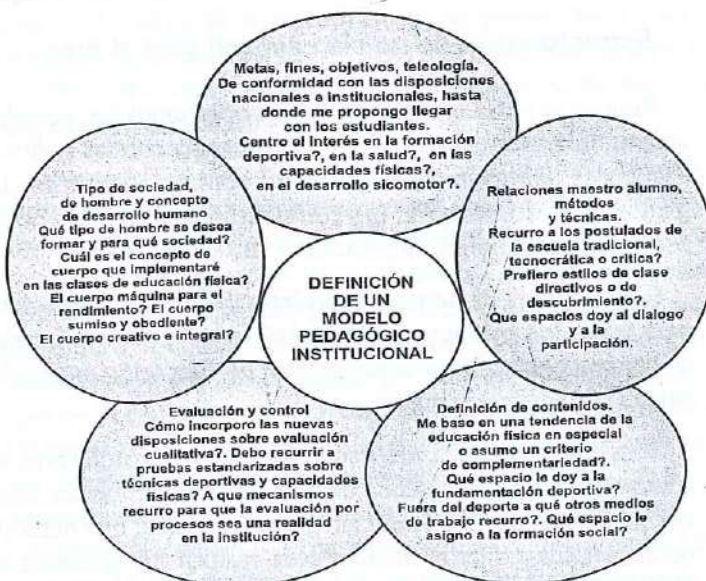 Metas, fines, objetivos, teleología.
De conformidad con las disposiciones
nacionales e institucionales, hasta
donde me propongo llegar
con los estudiantes.
Centro el Interés en la formación
deportiva?, en la salud?, en las
capacidades físicas?,
en el desarrollo sicomotor?.
Tipo de sociedad,
de hombre y concepto
de desarrollo humano
Qué tipo de hombre se desea
formar y para qué sociedad?
Cuál es el concepto de
cuerpo que implementaré
en las clases de educación física?
El cuerpo máquina para el
rendimiento? El cuerpo
sumiso y obediente?
El cuerpo creativo e integral?
DEFINICIÓN
DE UN
MODELO
PEDAGÓGICO
INSTITUCIONAL
Relaciones maestro alumno,
métodos
y técnicas.
Recurro a los postulados de
la escuela tradicional,
tecnocrática o critica?
Prefiero estilos de clase
directivos o de
descubrimiento?.
Que espacios doy al dialogo
y a la
participación.
Evaluación y control
Cómo incorporo las nuevas
disposiciones sobre evaluación
cualitativa?. Debo recurrir a
pruebas estandarizadas sobre
técnicas deportivas y capacidades
físicas? A que mecanismos
recurro para que la evaluación por
procesos sea una realidad
en la institución?
Definición de contenidos.
Me baso en una tendencia de la
educación física en especial
o asumo un criterio
de complementariedad?.
Qué espacio le doy a la
fundamentación deportiva?
Fuera del deporte a qué otros medios
de trabajo recurro?. Qué espacio le
asigno a la formación social?